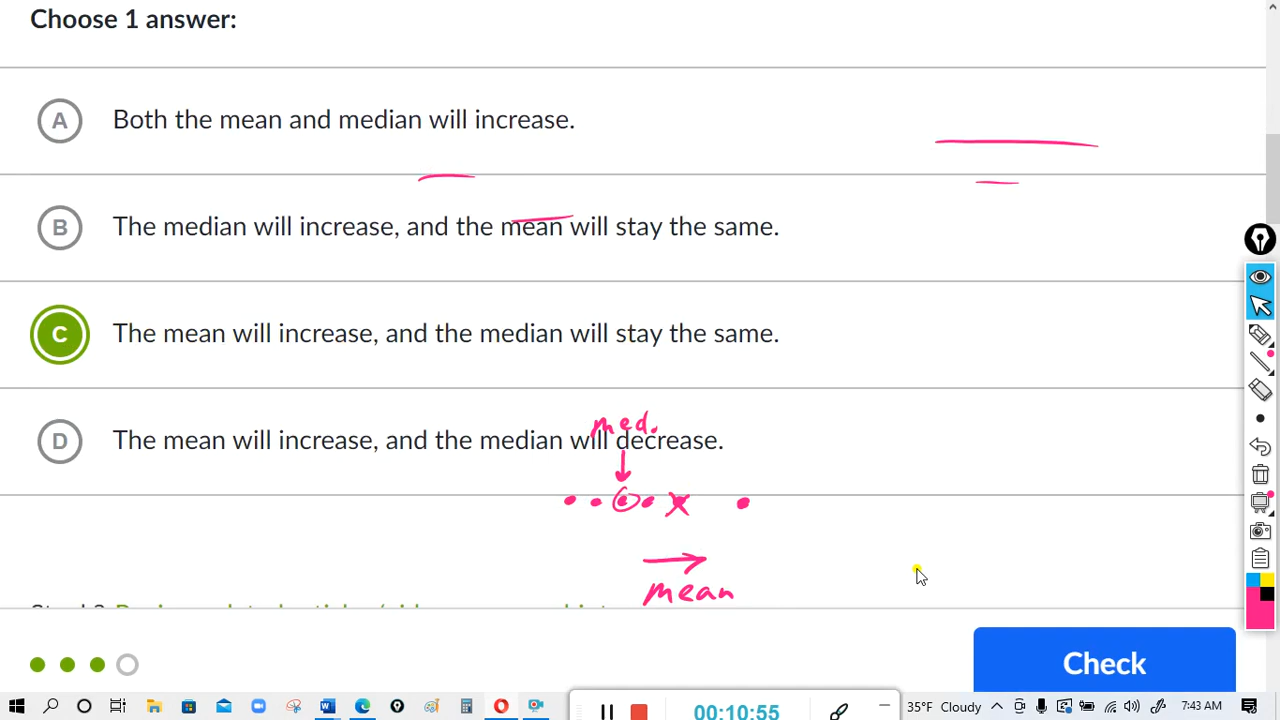 Choose 1 answer:
A Both the mean and median will increase.
B The median will increase, and the mean will stay the same.
C The mean will increase, and the median will stay the same.
D The mean will increase, and the median will decrease.
med.
mean
Check
00:10:55
35°F Cloudy
7:43 AM